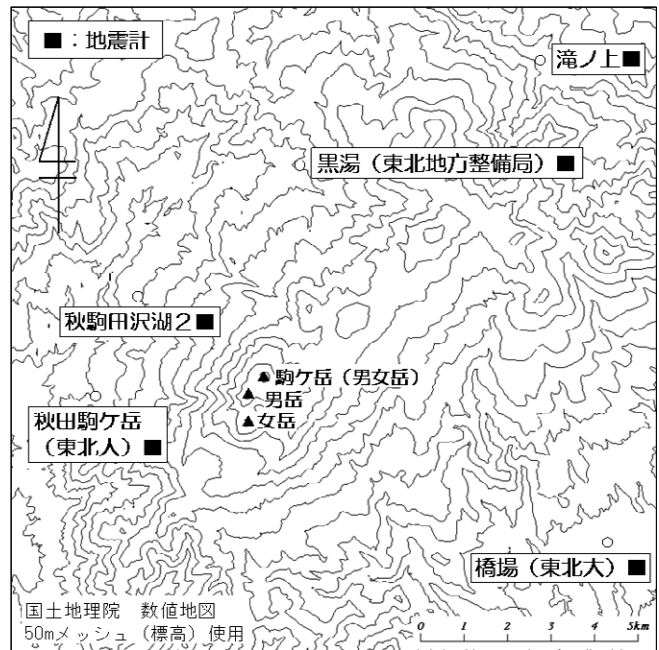 ■：地震計
滝ノ上■
黒湯（東北地方整備局）■
秋駒田沢湖２■
駒ケ岳（男女岳）
男岳
女岳
秋田駒ケ岳
（東北人）■
橋場（東北大）■
国土地理院　数値地図
50mメッシュ（標高）使用
0 1 2 3 4 5km